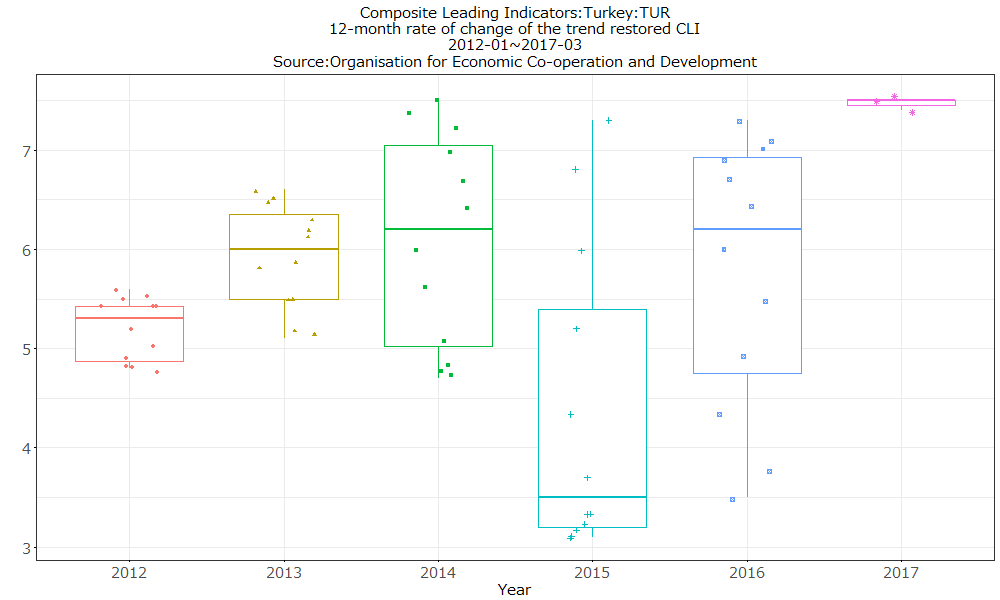 Composite Leading Indicators:Turkey:TUR
12-month rate of change of the trend restored CLI
2012-01~2017-03
Source:Organisation for Economic Co-operation and Development
7
6
5
4
3
2012 2013 2014 2015 2016 2017
Year